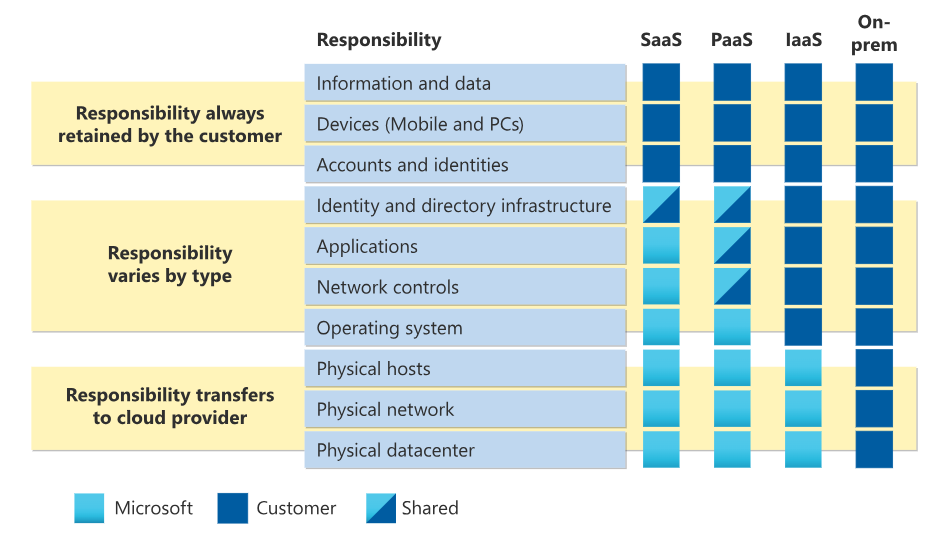 Responsibility
SaaS
PaaS
IaaS
On-
prem
Responsibility always
retained by the customer
Information and data
Devices (Mobile and PCs)
Accounts and identities
Responsibility
varies by type
Identity and directory infrastructure
Applications
Network controls
Operating system
Responsibility transfers
to cloud provider
Physical hosts
Physical network
Physical datacenter
Microsoft
Customer
Shared